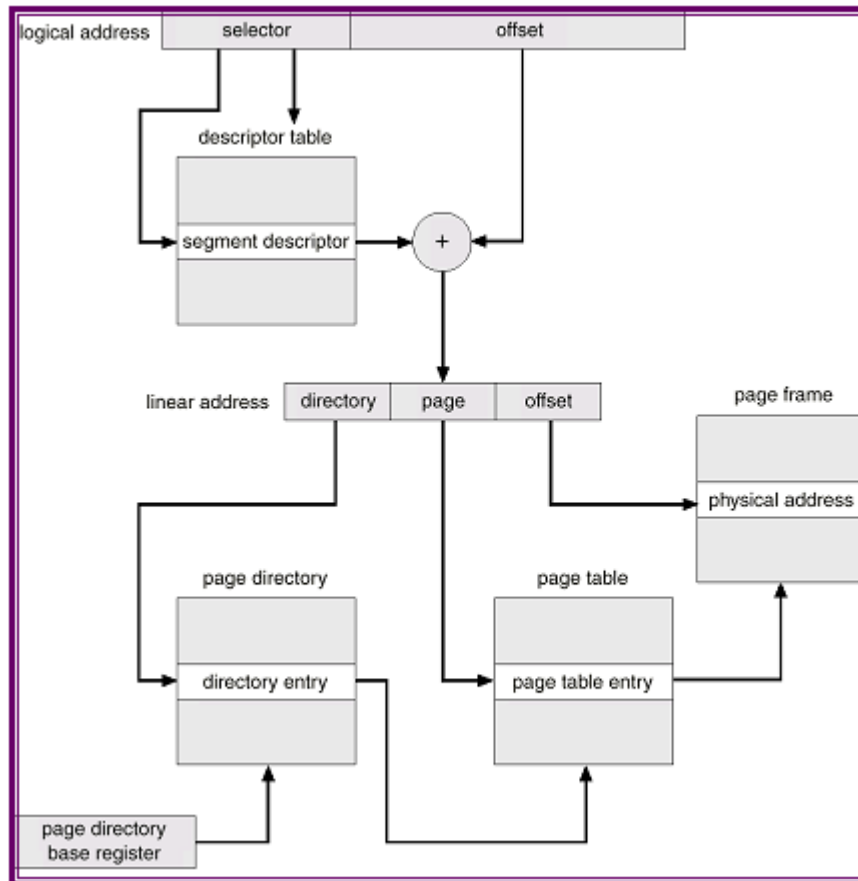 logical address
selector
offset
descriptor table
segment descriptor
+
linear address
directory
page
offset
page frame
physical address
page directory
page table
directory entry
page table entry
page directory
base register